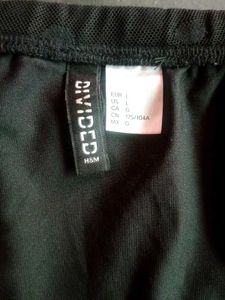 DIVIDED
H&M
EUR L
US L
CA G
CN 175/104A
MX G